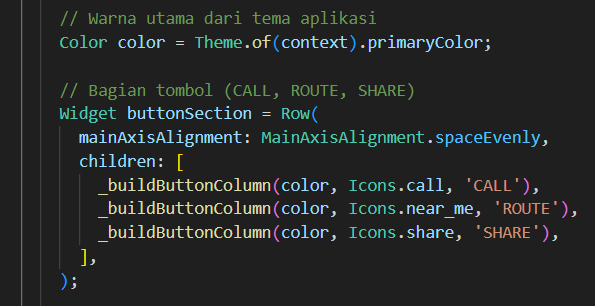 // Warna utama dari tema aplikasi
Color color = Theme.of(context).primaryColor;
// Bagian tombol (CALL, ROUTE, SHARE)
Widget buttonSection = Row(
mainAxisAlignment: MainAxisAlignment.spaceEvenly,
children: [
_buildButtonColumn(color, Icons.call, 'CALL'),
_buildButtonColumn(color, Icons.near_me, 'ROUTE'),
_buildButtonColumn(color, Icons.share, 'SHARE'),
],
);